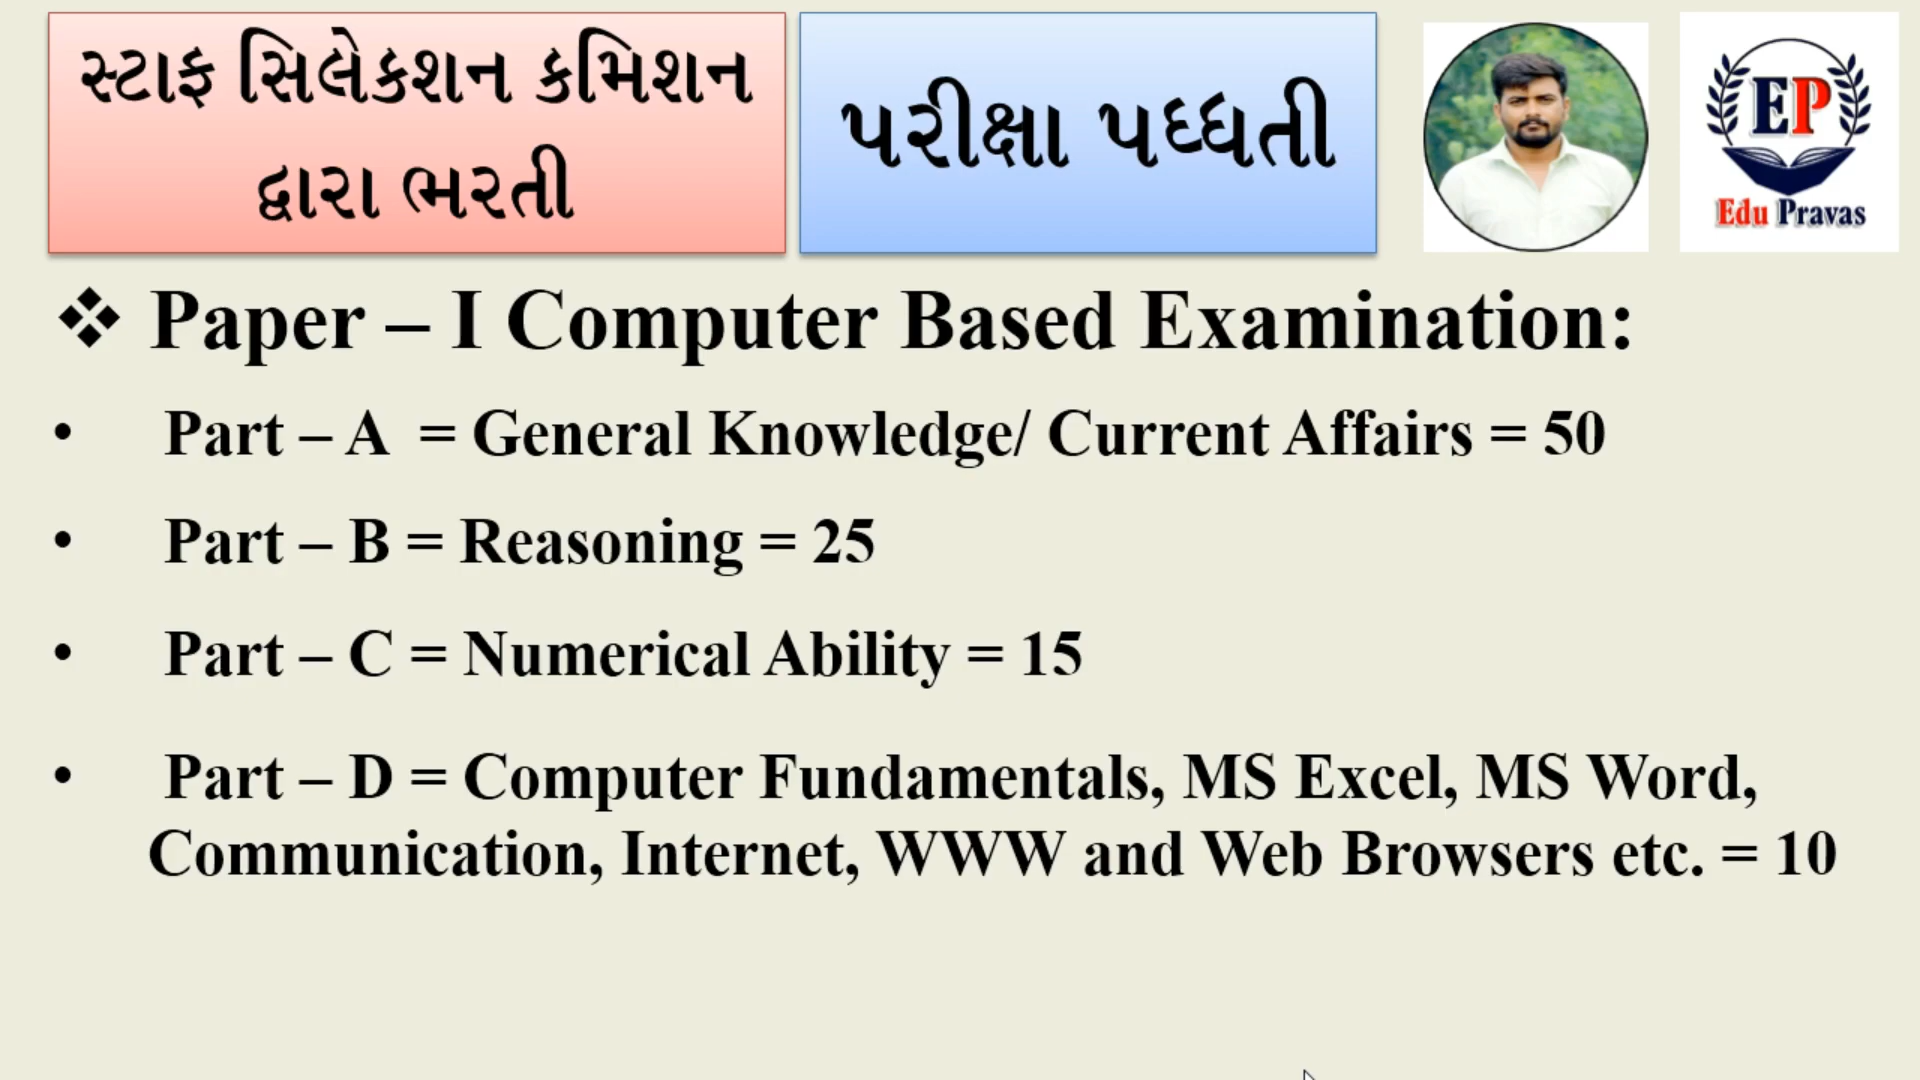 સ્ટાફ સિલેકશન કમિશન
દ્વારા ભરતી
પરીક્ષા પધ્ધતી
EP
Edu Pravas
❖ Paper – I Computer Based Examination:
• Part – A = General Knowledge/ Current Affairs = 50
• Part – B = Reasoning = 25
• Part – C = Numerical Ability = 15
• Part – D = Computer Fundamentals, MS Excel, MS Word,
Communication, Internet, WWW and Web Browsers etc. = 10